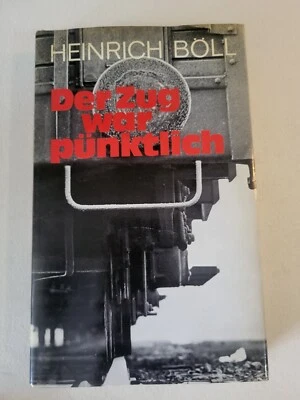 HEINRICH BÖLL
Der Zug
war
pünktlich